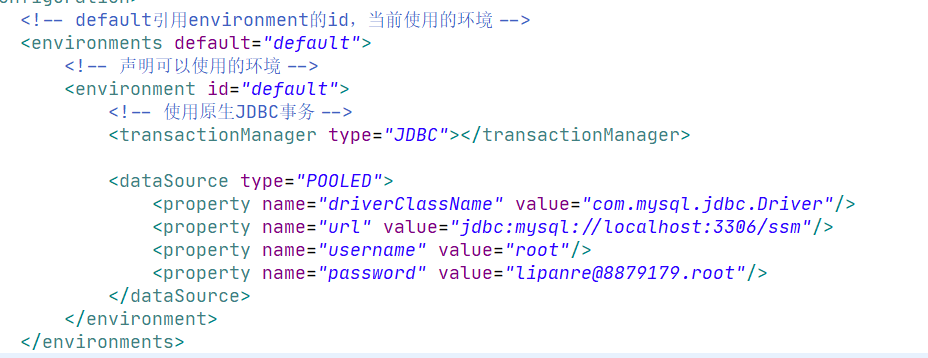 <!-- default引用environment的id，当前使用的环境 -->
<environments default="default">
<!-- 声明可以使用的环境 -->
<environment id="default">
<!-- 使用原生JDBC事务 -->
<transactionManager type="JDBC"></transactionManager>
<dataSource type="POOLED">
<property name="driverClassName" value="com.mysql.jdbc.Driver"/>
<property name="url" value="jdbc:mysql://localhost:3306/ssm"/>
<property name="username" value="root"/>
<property name="password" value="lipanre@8879179.root"/>
</dataSource>
</environment>
</environments>